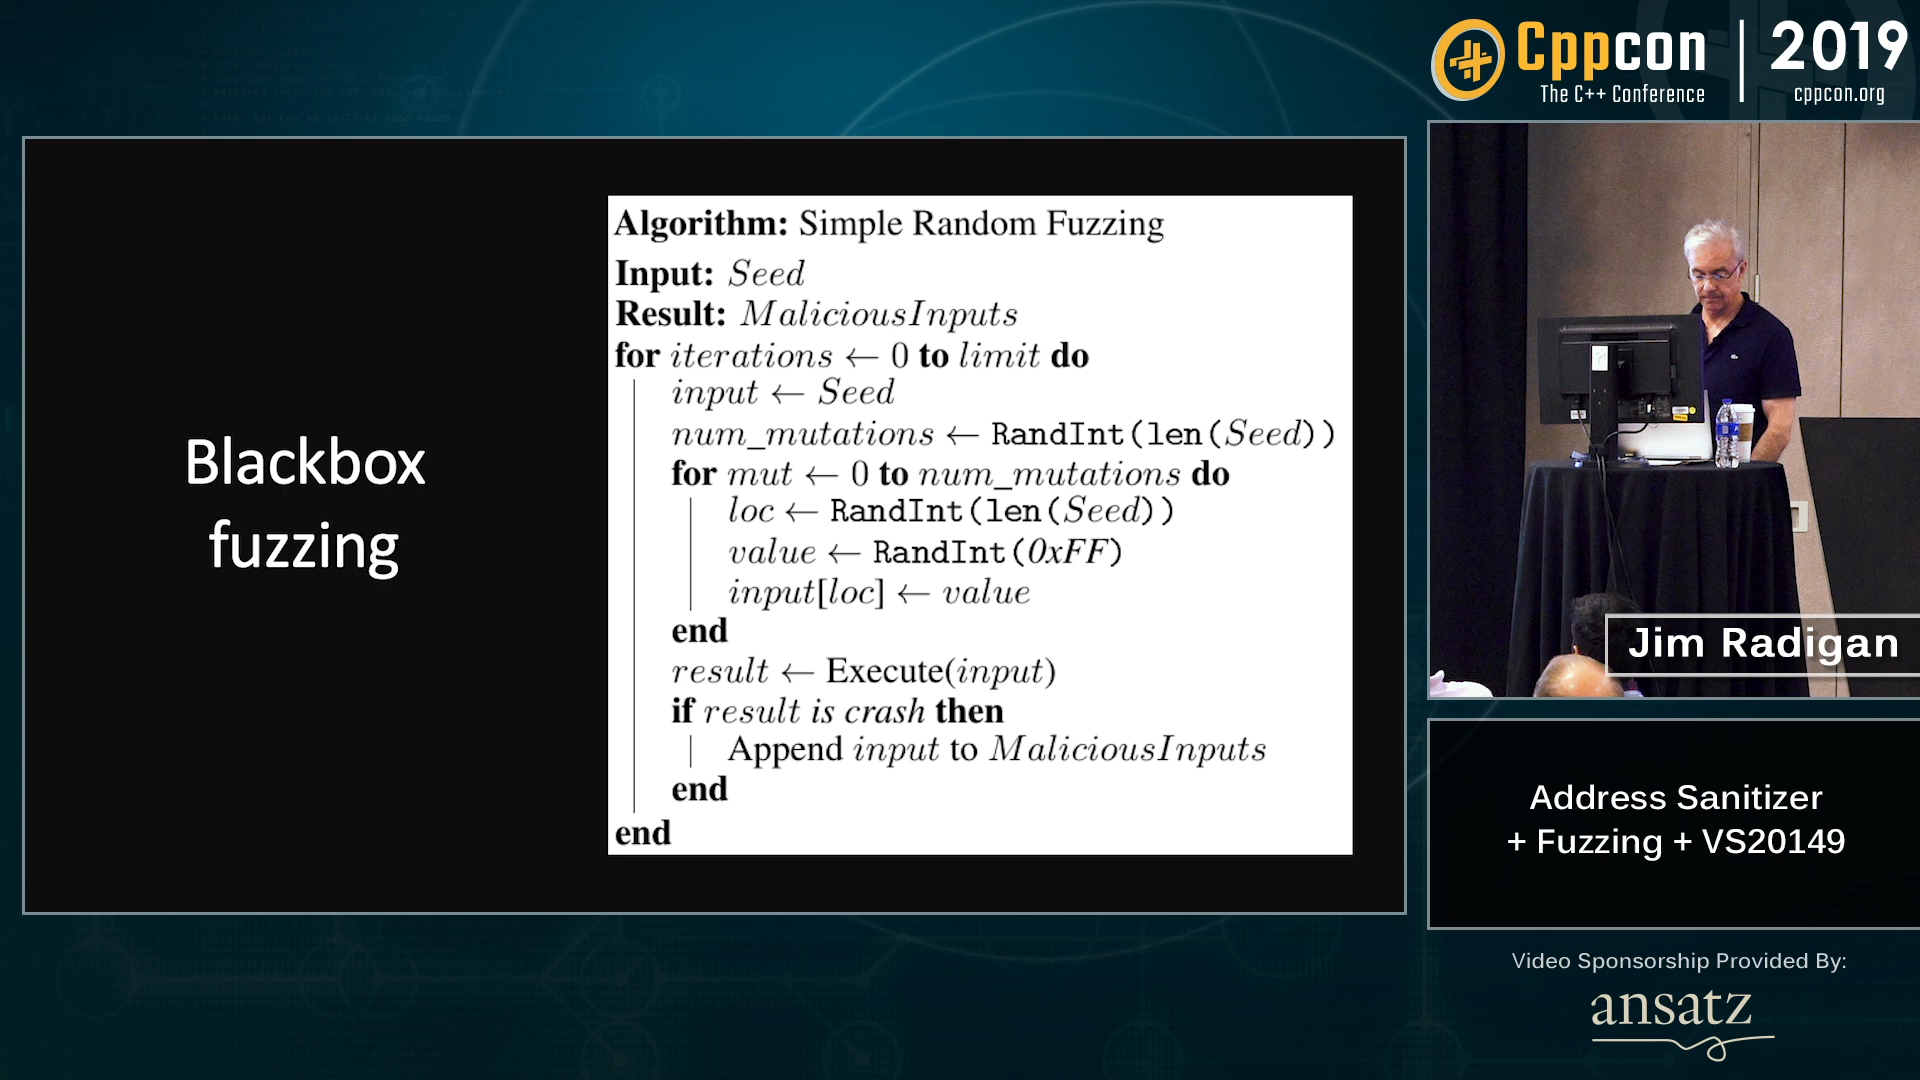 Cppcon
The C++ Conference
2019
cppcon.org
Blackbox
fuzzing
Algorithm: Simple Random Fuzzing
Input: Seed
Result: MaliciousInputs
for iterations ← 0 to limit do
input ← Seed
num_mutations ← RandInt(len(Seed))
for mut ← 0 to num_mutations do
loc ← RandInt(len(Seed))
value ← RandInt(0xFF)
input[loc] ← value
end
result ← Execute(input)
if result is crash then
Append input to MaliciousInputs
end
end
Jim Radigan
Address Sanitizer
+ Fuzzing + VS20149
Video Sponsorship Provided By:
ansatz